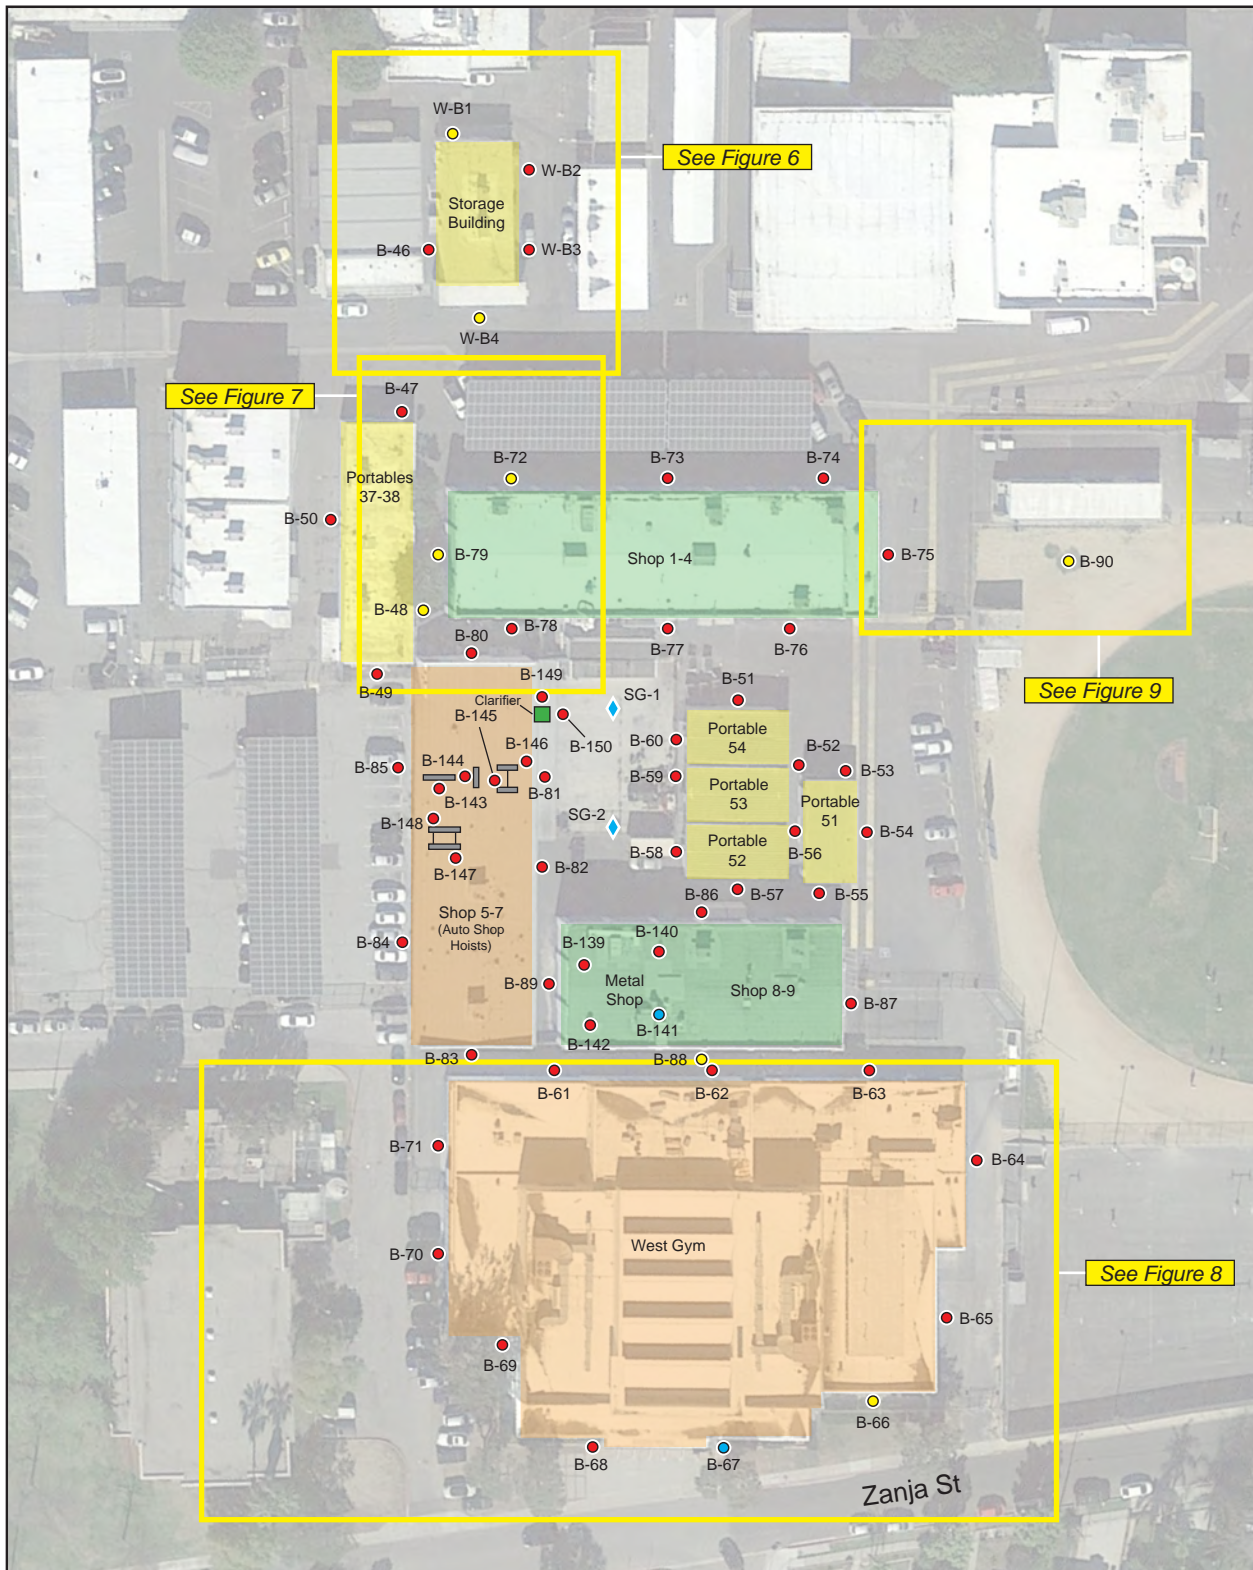 W-B1
See Figure 6
W-B2
Storage
Building
B-46
W-B3
W-B4
See Figure 7
B-47
B-72
B-73
B-74
Portables
37-38
B-50
B-79
Shop 1-4
B-75
B-90
B-48
B-80
B-78
B-77
B-76
B-49
B-149
SG-1
B-51
See Figure 9
Clarifier
B-145
B-150
B-60
Portable
54
B-146
B-52
B-53
B-85
B-144
B-81
B-59
B-143
Portable
53
Portable
51
B-148
SG-2
B-54
B-58
Portable
52
B-56
B-147
B-82
B-86
B-57
B-55
Shop 5-7
(Auto Shop
Hoists)
B-84
B-139
B-140
B-89
Metal
Shop
Shop 8-9
B-87
B-141
B-142
B-83
B-88
B-61
B-62
B-63
B-71
B-64
B-70
West Gym
See Figure 8
B-65
B-69
B-66
B-68
B-67
Zanja St